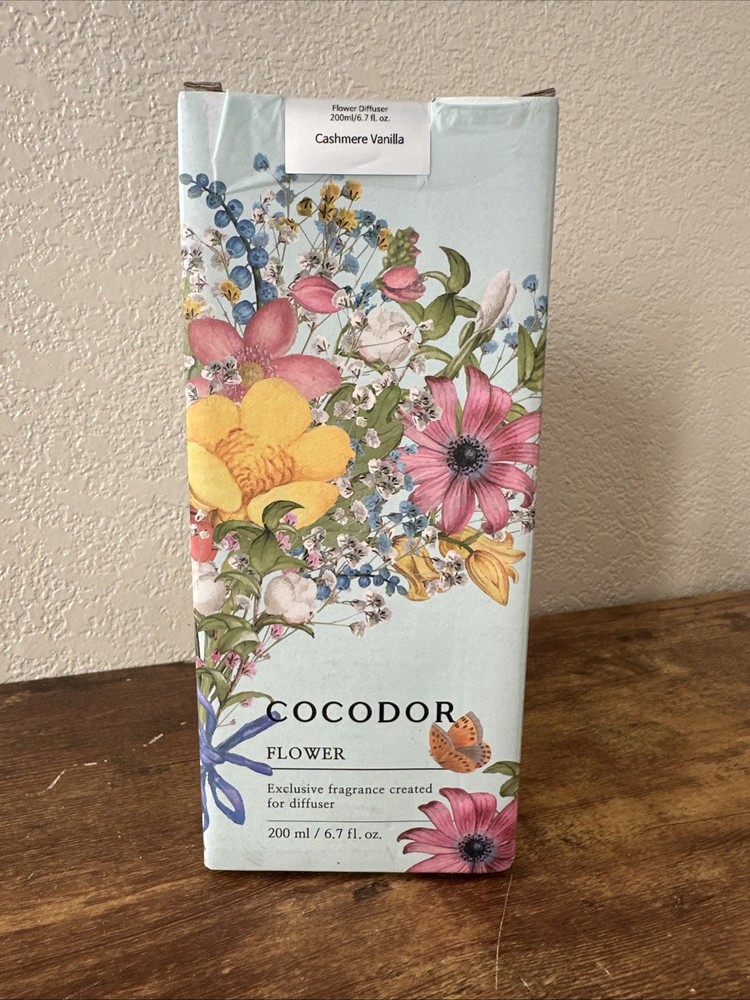 Flower Diffuser
200ml/6.7 fl. oz.
Cashmere Vanilla
COCODOR
FLOWER
Exclusive fragrance created
for diffuser
200 ml / 6.7 fl. oz.